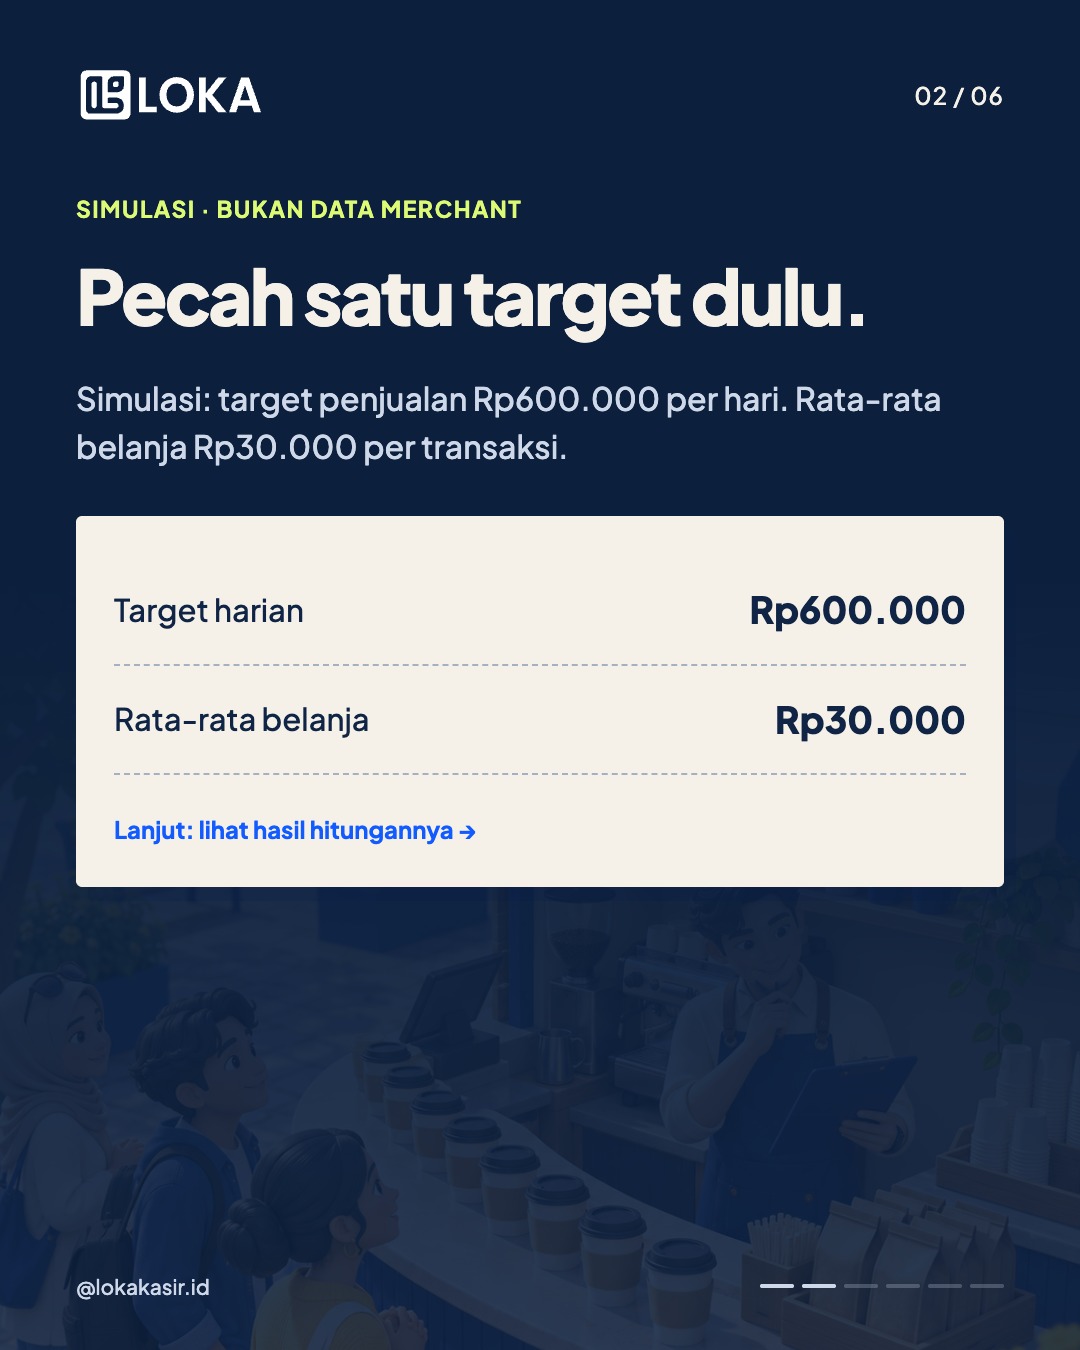 LOKA
02 / 06
SIMULASI · BUKAN DATA MERCHANT
Pecah satu target dulu.
Simulasi: target penjualan Rp600.000 per hari. Rata-rata
belanja Rp30.000 per transaksi.
Target harian Rp600.000
Rata-rata belanja Rp30.000
Lanjut: lihat hasil hitungannya →
@lokakasir.id